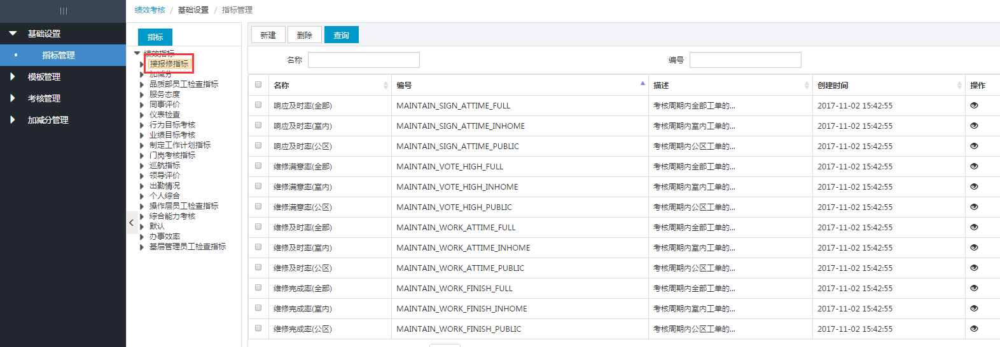 绩效考核 / 基础设置 / 指标管理
基础设置
指标管理
模板管理
考核管理
加减分管理
指标
绩效指标
接报修指标
加减分
品质部员工检查指标
服务态度
同事评价
仪表检查
行为目标考核
业绩目标考核
制定工作计划指标
门岗考核指标
巡航指标
领导评价
出勤情况
个人综合
操作层员工检查指标
综合能力考核
默认
办事效率
基层管理员工检查指标
新建 删除 查询
名称 编号
名称 编号 描述 创建时间 操作
响应及时率(全部) MAINTAIN_SIGN_ATTIME_FULL 考核周期内全部工单的... 2017-11-02 15:42:55
响应及时率(室内) MAINTAIN_SIGN_ATTIME_INHOME 考核周期内室内工单的... 2017-11-02 15:42:55
响应及时率(公区) MAINTAIN_SIGN_ATTIME_PUBLIC 考核周期内公区工单的... 2017-11-02 15:42:55
维修满意率(全部) MAINTAIN_VOTE_HIGH_FULL 考核周期内全部工单的... 2017-11-02 15:42:55
维修满意率(室内) MAINTAIN_VOTE_HIGH_INHOME 考核周期内室内工单的... 2017-11-02 15:42:55
维修满意率(公区) MAINTAIN_VOTE_HIGH_PUBLIC 考核周期内公区工单的... 2017-11-02 15:42:55
维修及时率(全部) MAINTAIN_WORK_ATTIME_FULL 考核周期内全部工单的... 2017-11-02 15:42:55
维修及时率(室内) MAINTAIN_WORK_ATTIME_INHOME 考核周期内室内工单的... 2017-11-02 15:42:55
维修及时率(公区) MAINTAIN_WORK_ATTIME_PUBLIC 考核周期内公区工单的... 2017-11-02 15:42:55
维修完成率(全部) MAINTAIN_WORK_FINISH_FULL 考核周期内全部工单的... 2017-11-02 15:42:55
维修完成率(室内) MAINTAIN_WORK_FINISH_INHOME 考核周期内室内工单的... 2017-11-02 15:42:55
维修完成率(公区) MAINTAIN_WORK_FINISH_PUBLIC 考核周期内公区工单的... 2017-11-02 15:42:55